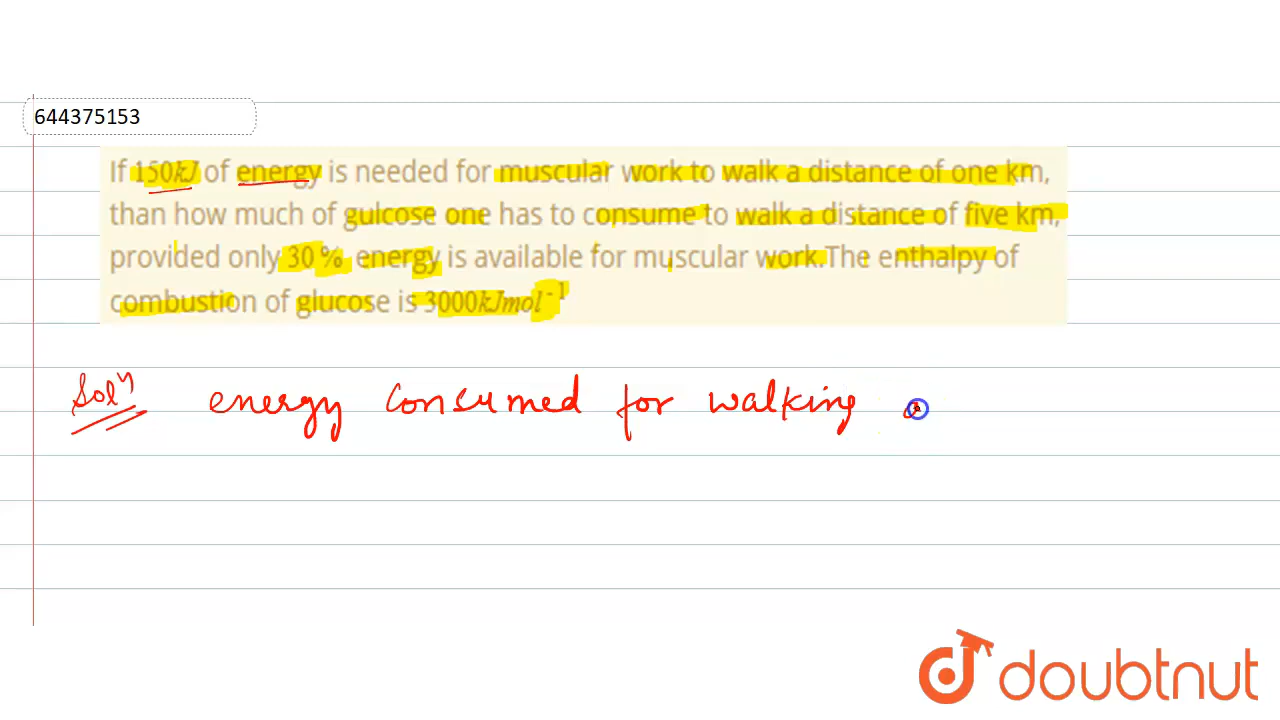 644375153
If 150kJ of energy is needed for muscular work to walk a distance of one km,
than how much of gulcose one has to consume to walk a distance of five km,
provided only 30 % energy is available for muscular work.The enthalpy of
combustion of glucose is 3000kJmol⁻¹
Solⁿ energy consumed for walking
doubtnut